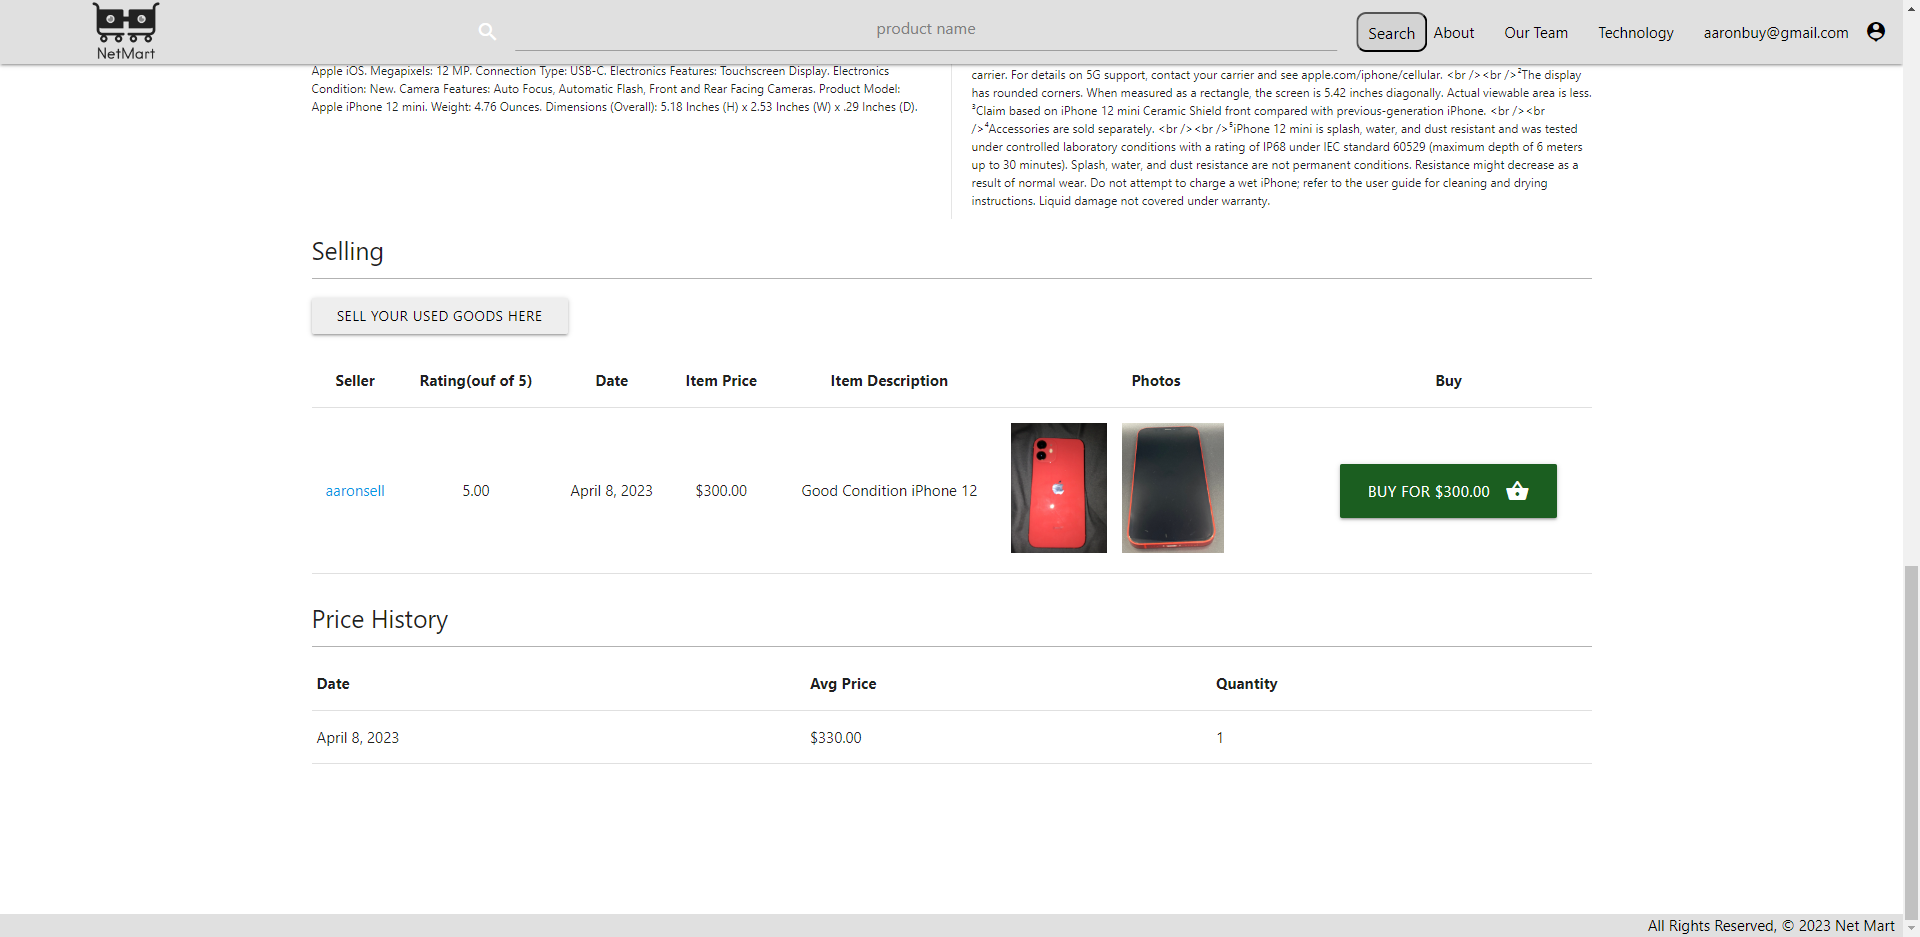 NetMart
product name
Search
About
Our Team
Technology
aaronbuy@gmail.com
Apple iOS. Megapixels: 12 MP. Connection Type: USB-C. Electronics Features: Touchscreen Display. Electronics
Condition: New. Camera Features: Auto Focus, Automatic Flash, Front and Rear Facing Cameras. Product Model:
Apple iPhone 12 mini. Weight: 4.76 Ounces. Dimensions (Overall): 5.18 Inches (H) x 2.53 Inches (W) x .29 Inches (D).
carrier. For details on 5G support, contact your carrier and see apple.com/iphone/cellular. <br /><br />²The display
has rounded corners. When measured as a rectangle, the screen is 5.42 inches diagonally. Actual viewable area is less.
³Claim based on iPhone 12 mini Ceramic Shield front compared with previous-generation iPhone. <br /><br
/>⁴Accessories are sold separately. <br /><br />⁵iPhone 12 mini is splash, water, and dust resistant and was tested
under controlled laboratory conditions with a rating of IP68 under IEC standard 60529 (maximum depth of 6 meters
up to 30 minutes). Splash, water, and dust resistance are not permanent conditions. Resistance might decrease as a
result of normal wear. Do not attempt to charge a wet iPhone; refer to the user guide for cleaning and drying
instructions. Liquid damage not covered under warranty.
Selling
SELL YOUR USED GOODS HERE
Seller Rating(ouf of 5) Date Item Price Item Description Photos Buy
aaronsell 5.00 April 8, 2023 $300.00 Good Condition iPhone 12 BUY FOR $300.00
Price History
Date Avg Price Quantity
April 8, 2023 $330.00 1
All Rights Reserved, © 2023 Net Mart